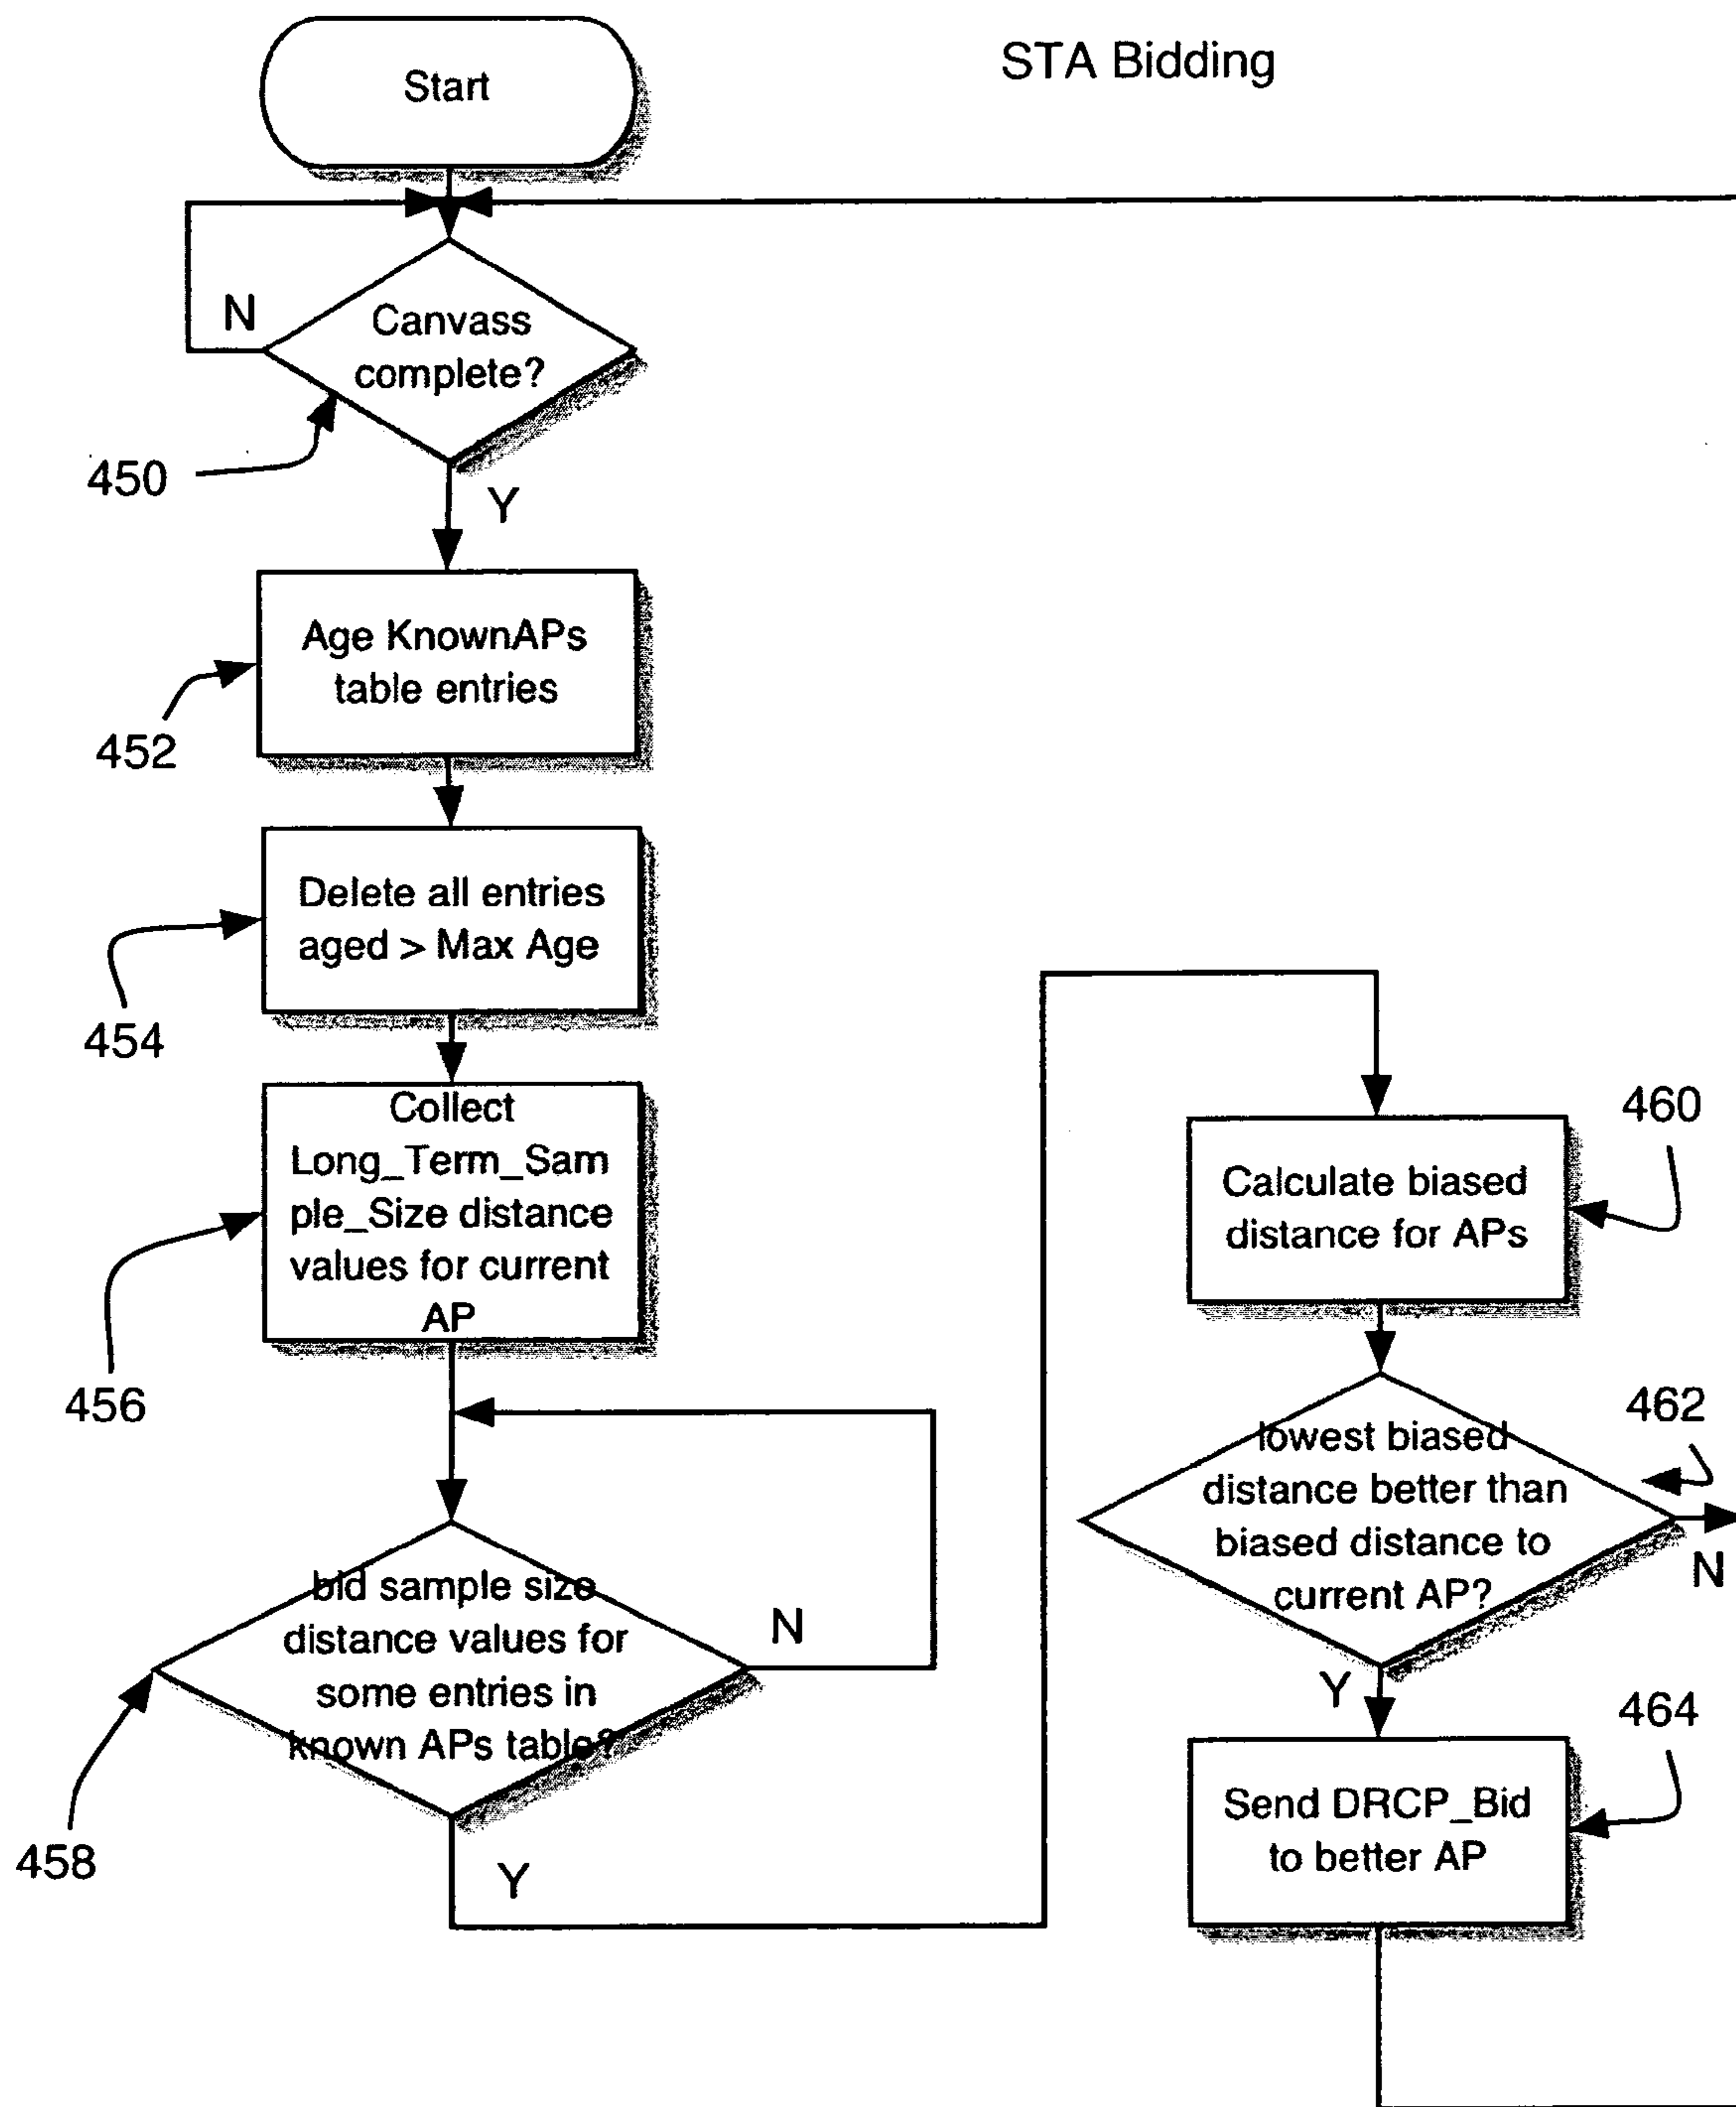 STA Bidding
Start
N
Canvass
complete?
450
Y
Age KnownAPs
table entries
452
Delete all entries
aged > Max Age
454
Collect
Long_Term_Sam
ple_Size distance
values for current
AP
456
bid sample size
distance values for
some entries in
known APs table?
N
458
Y
460
Calculate biased
distance for APs
462
lowest biased
distance better than
biased distance to
current AP?
N
Y
464
Send DRCP_Bid
to better AP